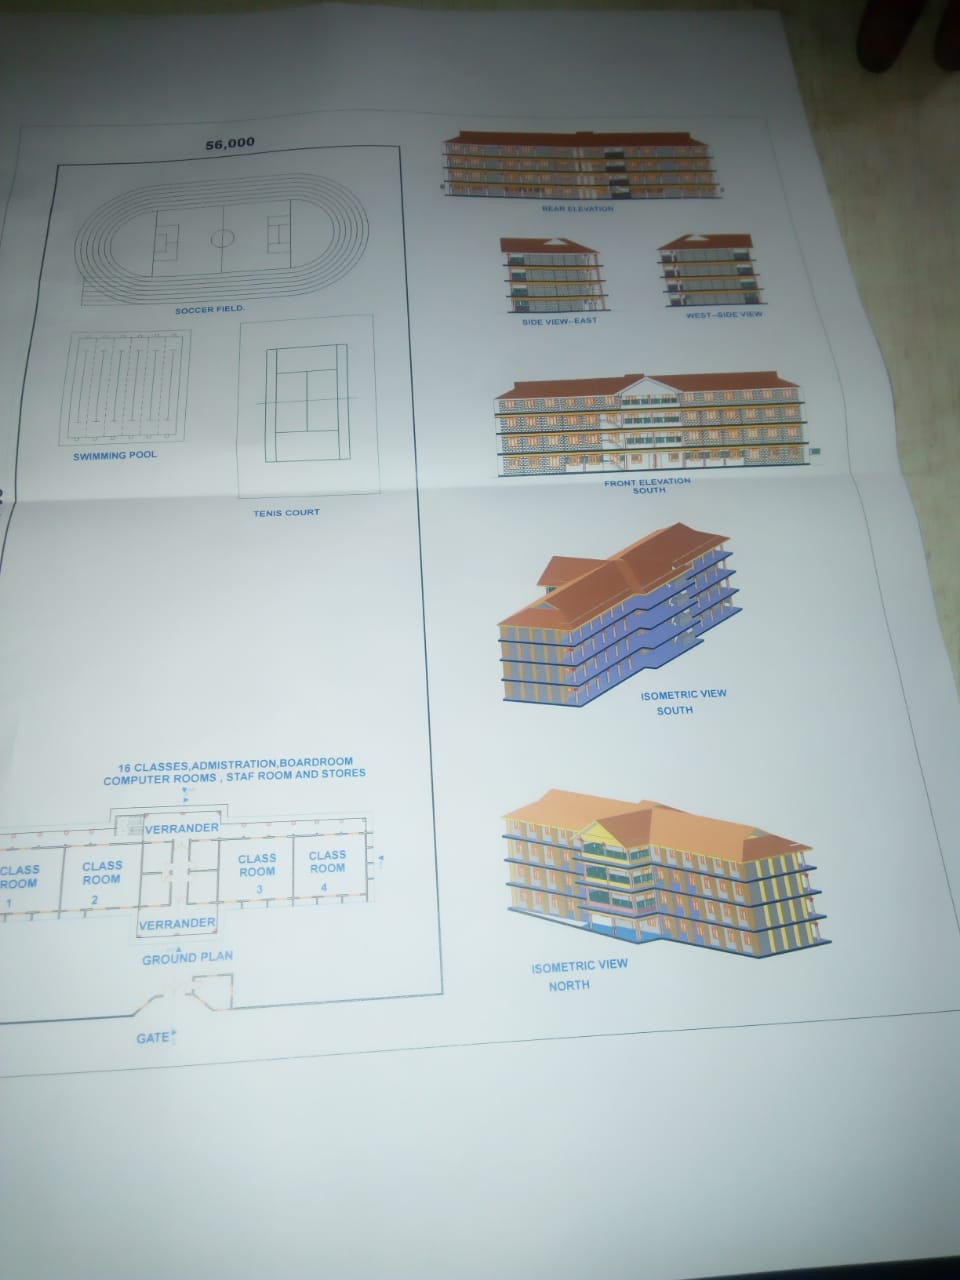 56,000
REAR ELEVATION
SOCCER FIELD.
SIDE VIEW-EAST
WEST-SIDE VIEW
SWIMMING POOL
TENIS COURT
FRONT ELEVATION
SOUTH
ISOMETRIC VIEW
SOUTH
16 CLASSES,ADMISTRATION,BOARDROOM
COMPUTER ROOMS , STAF ROOM AND STORES
VERRANDER
CLASS
ROOM
1
CLASS
ROOM
2
CLASS
ROOM
3
CLASS
ROOM
4
VERRANDER
GROUND PLAN
ISOMETRIC VIEW
NORTH
GATE